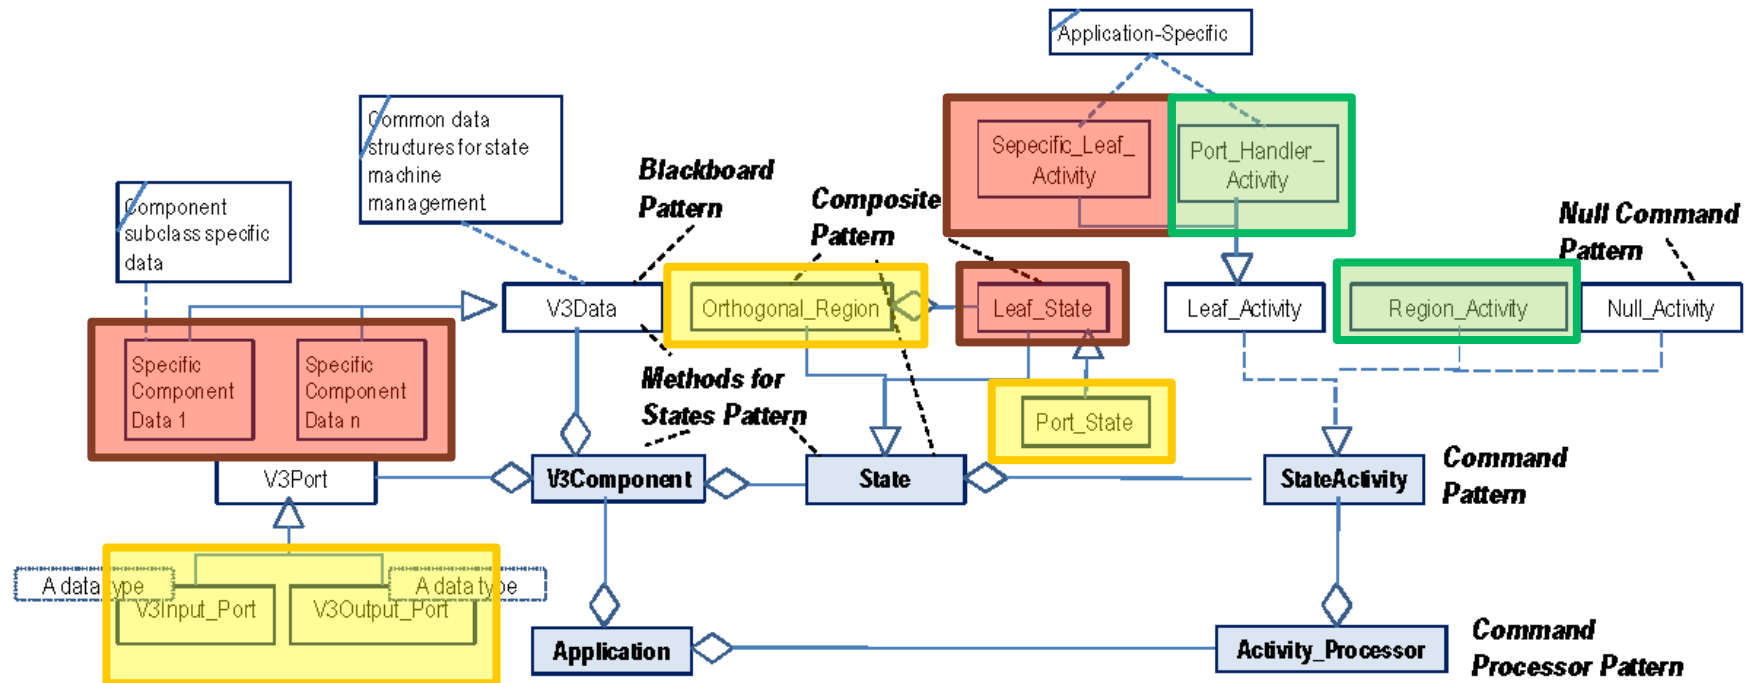 Application-Specific
Common data
structures for state
machine
management
Sepecific_Leaf_
Activity
Port_Handler_
Activity
Blackboard
Pattern
Component
subclass specific
data
Composite
Pattern
Null Command
Pattern
V3Data
Orthogonal_Region
Leaf_State
Leaf_Activity
Region_Activity
Null_Activity
Specific
Component
Data 1
Specific
Component
Data n
Methods for
States Pattern
Port_State
V3Port
V3Component
State
StateActivity
Command
Pattern
A data type
A data type
V3Input_Port
V3Output_Port
Application
Activity_Processor
Command
Processor Pattern